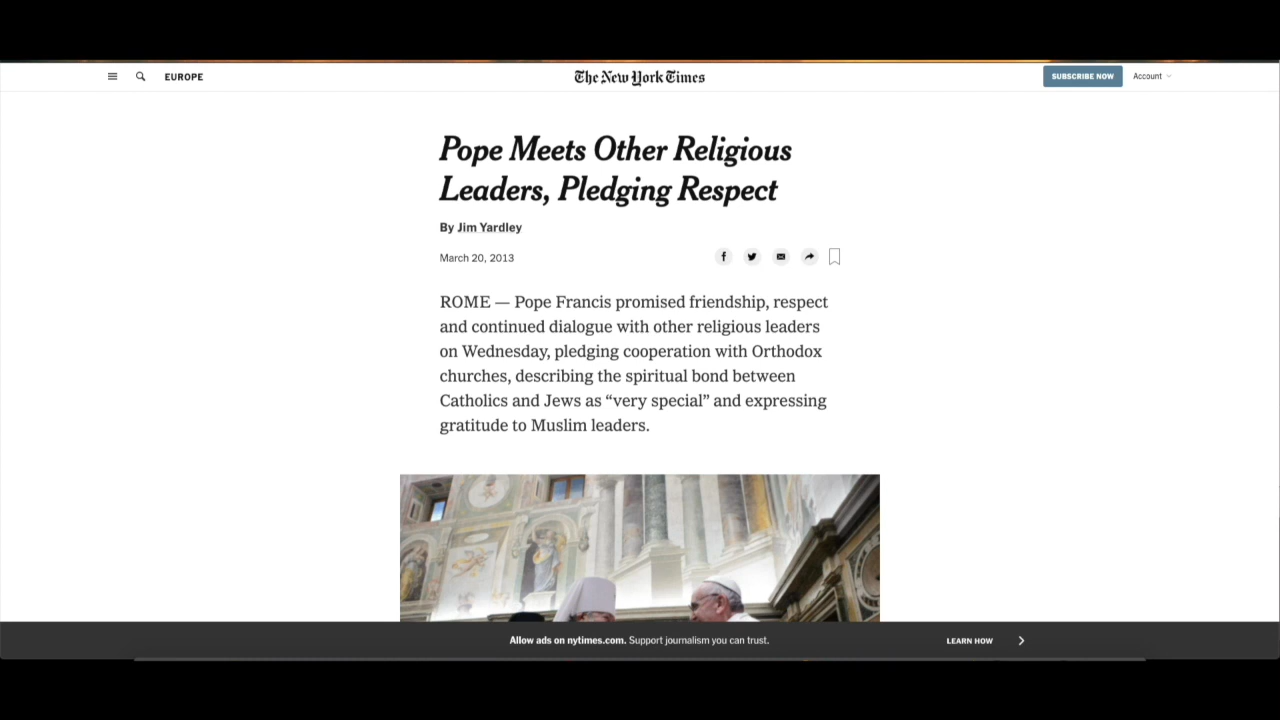 EUROPE
The New York Times
SUBSCRIBE NOW
Account
Pope Meets Other Religious
Leaders, Pledging Respect
By Jim Yardley
March 20, 2013
ROME — Pope Francis promised friendship, respect
and continued dialogue with other religious leaders
on Wednesday, pledging cooperation with Orthodox
churches, describing the spiritual bond between
Catholics and Jews as “very special” and expressing
gratitude to Muslim leaders.
Allow ads on nytimes.com. Support journalism you can trust.
LEARN HOW